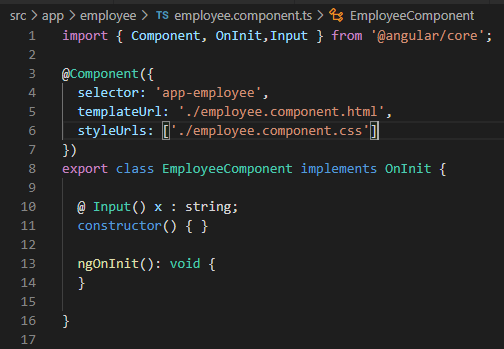 src > app > employee > TS employee.component.ts > EmployeeComponent
1 import { Component, OnInit,Input } from '@angular/core';
2
3 @Component({
4 selector: 'app-employee',
5 templateUrl: './employee.component.html',
6 styleUrls: ['./employee.component.css']
7 })
8 export class EmployeeComponent implements OnInit {
9
10 @ Input() x : string;
11 constructor() { }
12
13 ngOnInit(): void {
14 }
15
16 }
17